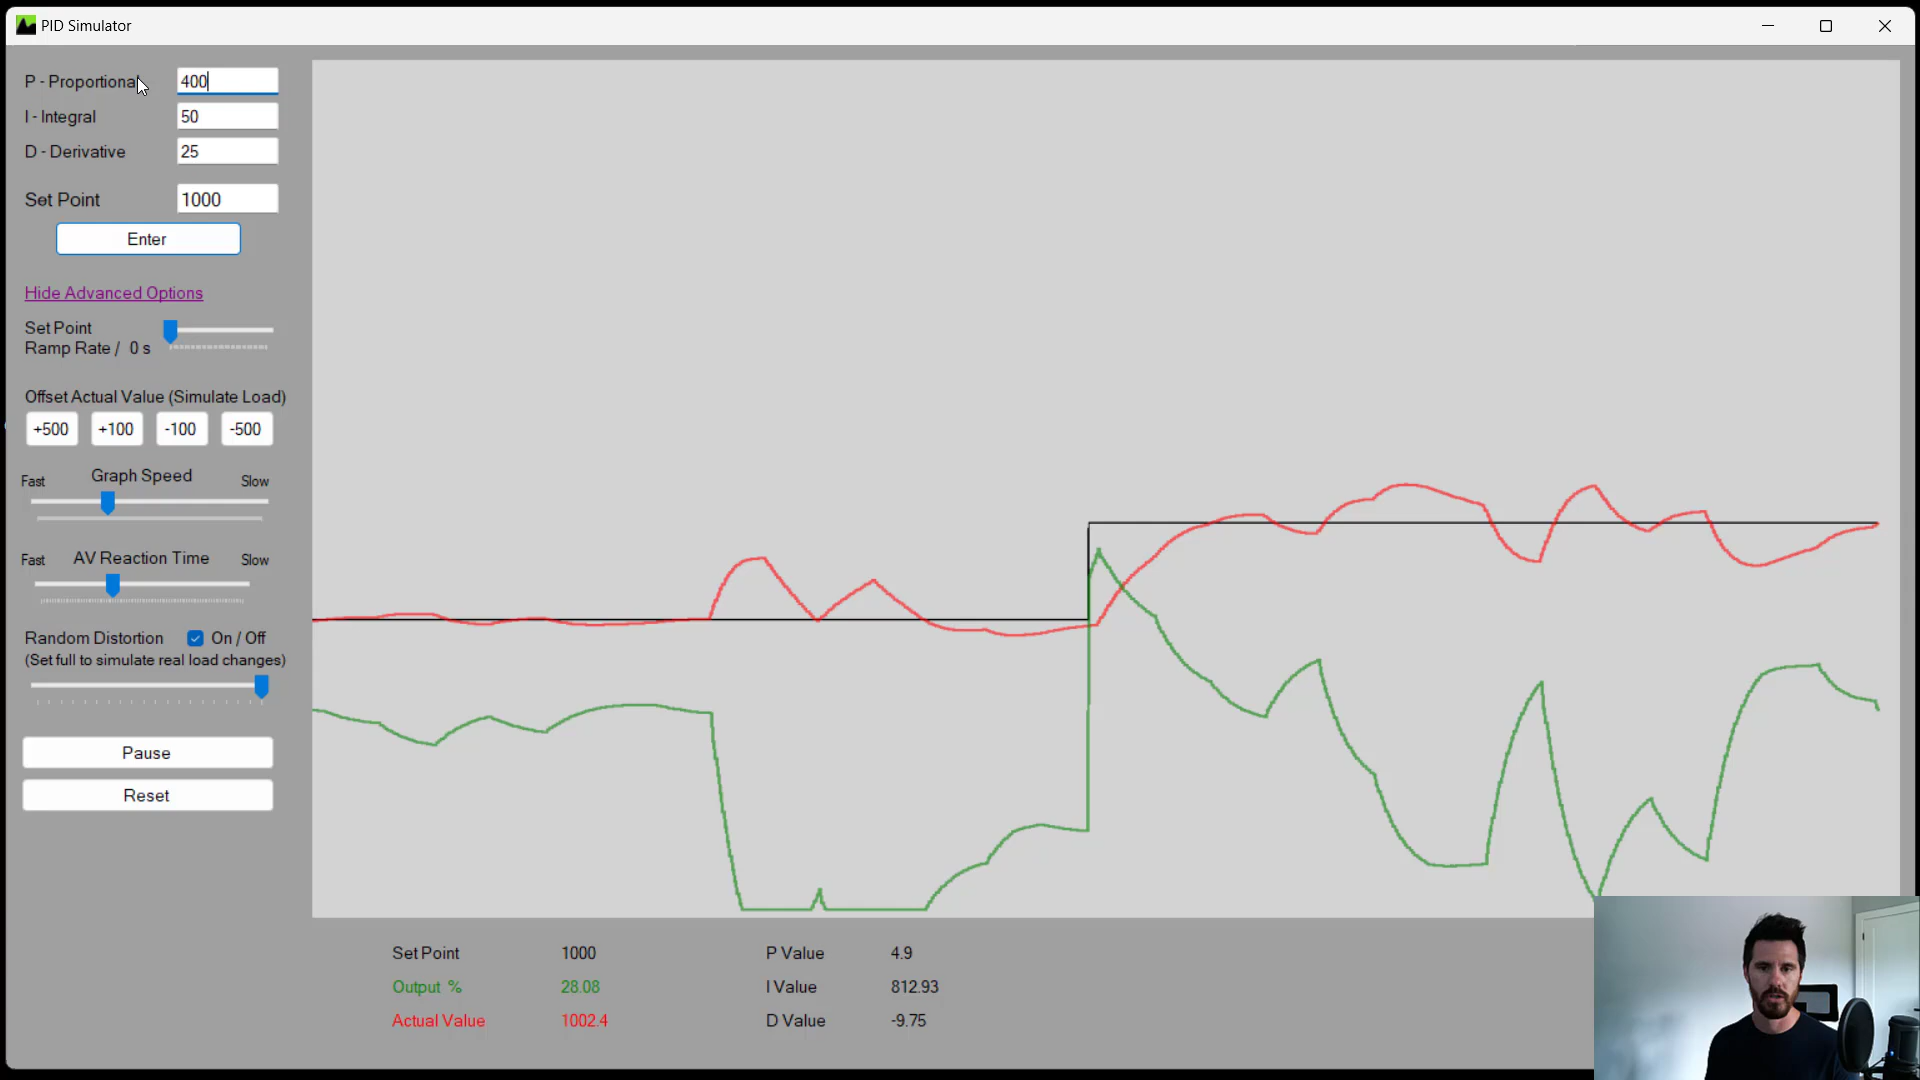 PID Simulator
P - Proportional 400
I - Integral 50
D - Derivative 25
Set Point 1000
Enter
Hide Advanced Options
Set Point
Ramp Rate / 0 s
Offset Actual Value (Simulate Load)
+500 +100 -100 -500
Fast Graph Speed Slow
Fast AV Reaction Time Slow
Random Distortion On / Off
(Set full to simulate real load changes)
Pause
Reset
Set Point 1000 P Value 4.9
Output % 28.08 I Value 812.93
Actual Value 1002.4 D Value -9.75